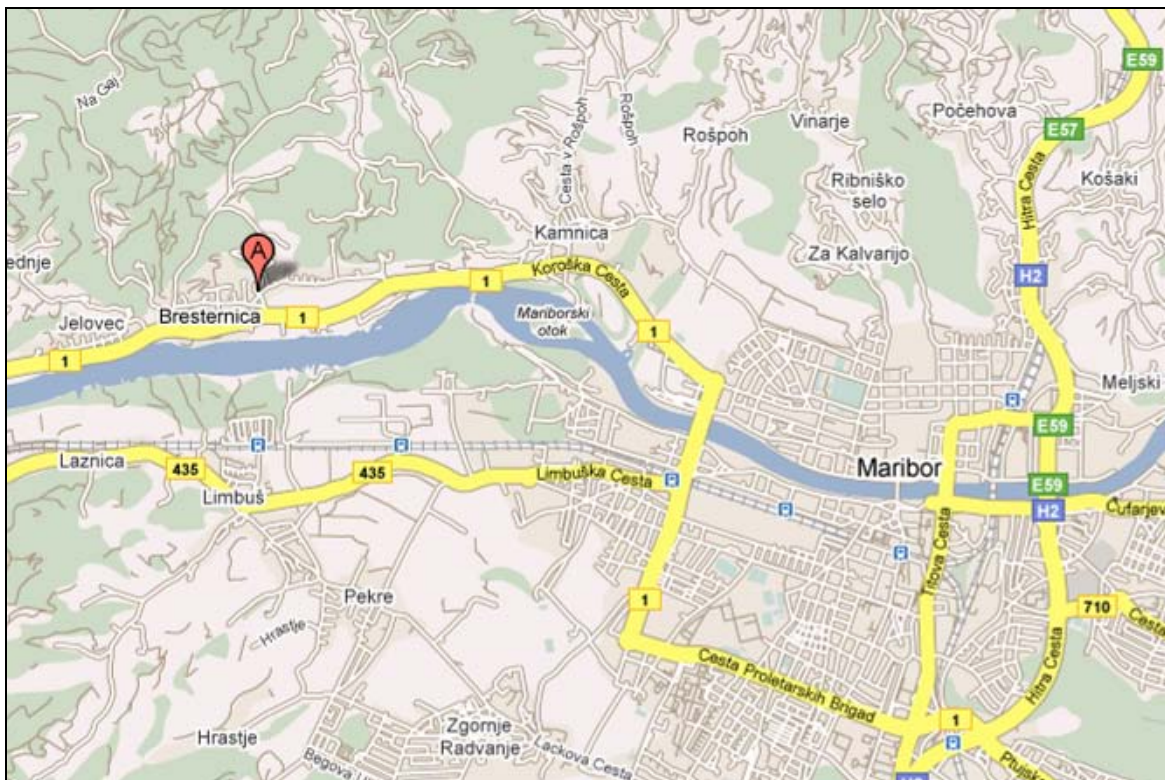 E59
Na Gaj
Cesta v Rošpoh
Rošpoh
Rošpoh
Vinarje
Počehova
E57
Hitra Cesta
Košaki
Ribniško
selo
Kamnica
Za Kalvarijo
ednje
A
H2
Koroška Cesta
1
Jelovec
Bresternica
1
Mariborski
otok
1
1
Meljski
E59
Laznica
435
435
Limbuš
Limbuška Cesta
Maribor
E59
H2
Čufarjev
Titova Cesta
Pekre
1
710
Cesta
Hrastje
Cesta Proletarskih Brigad
Hitra Cesta
1
Hrastje
Zgornje
Radvanje
Lackova Cesta
Begova
Ptujsk